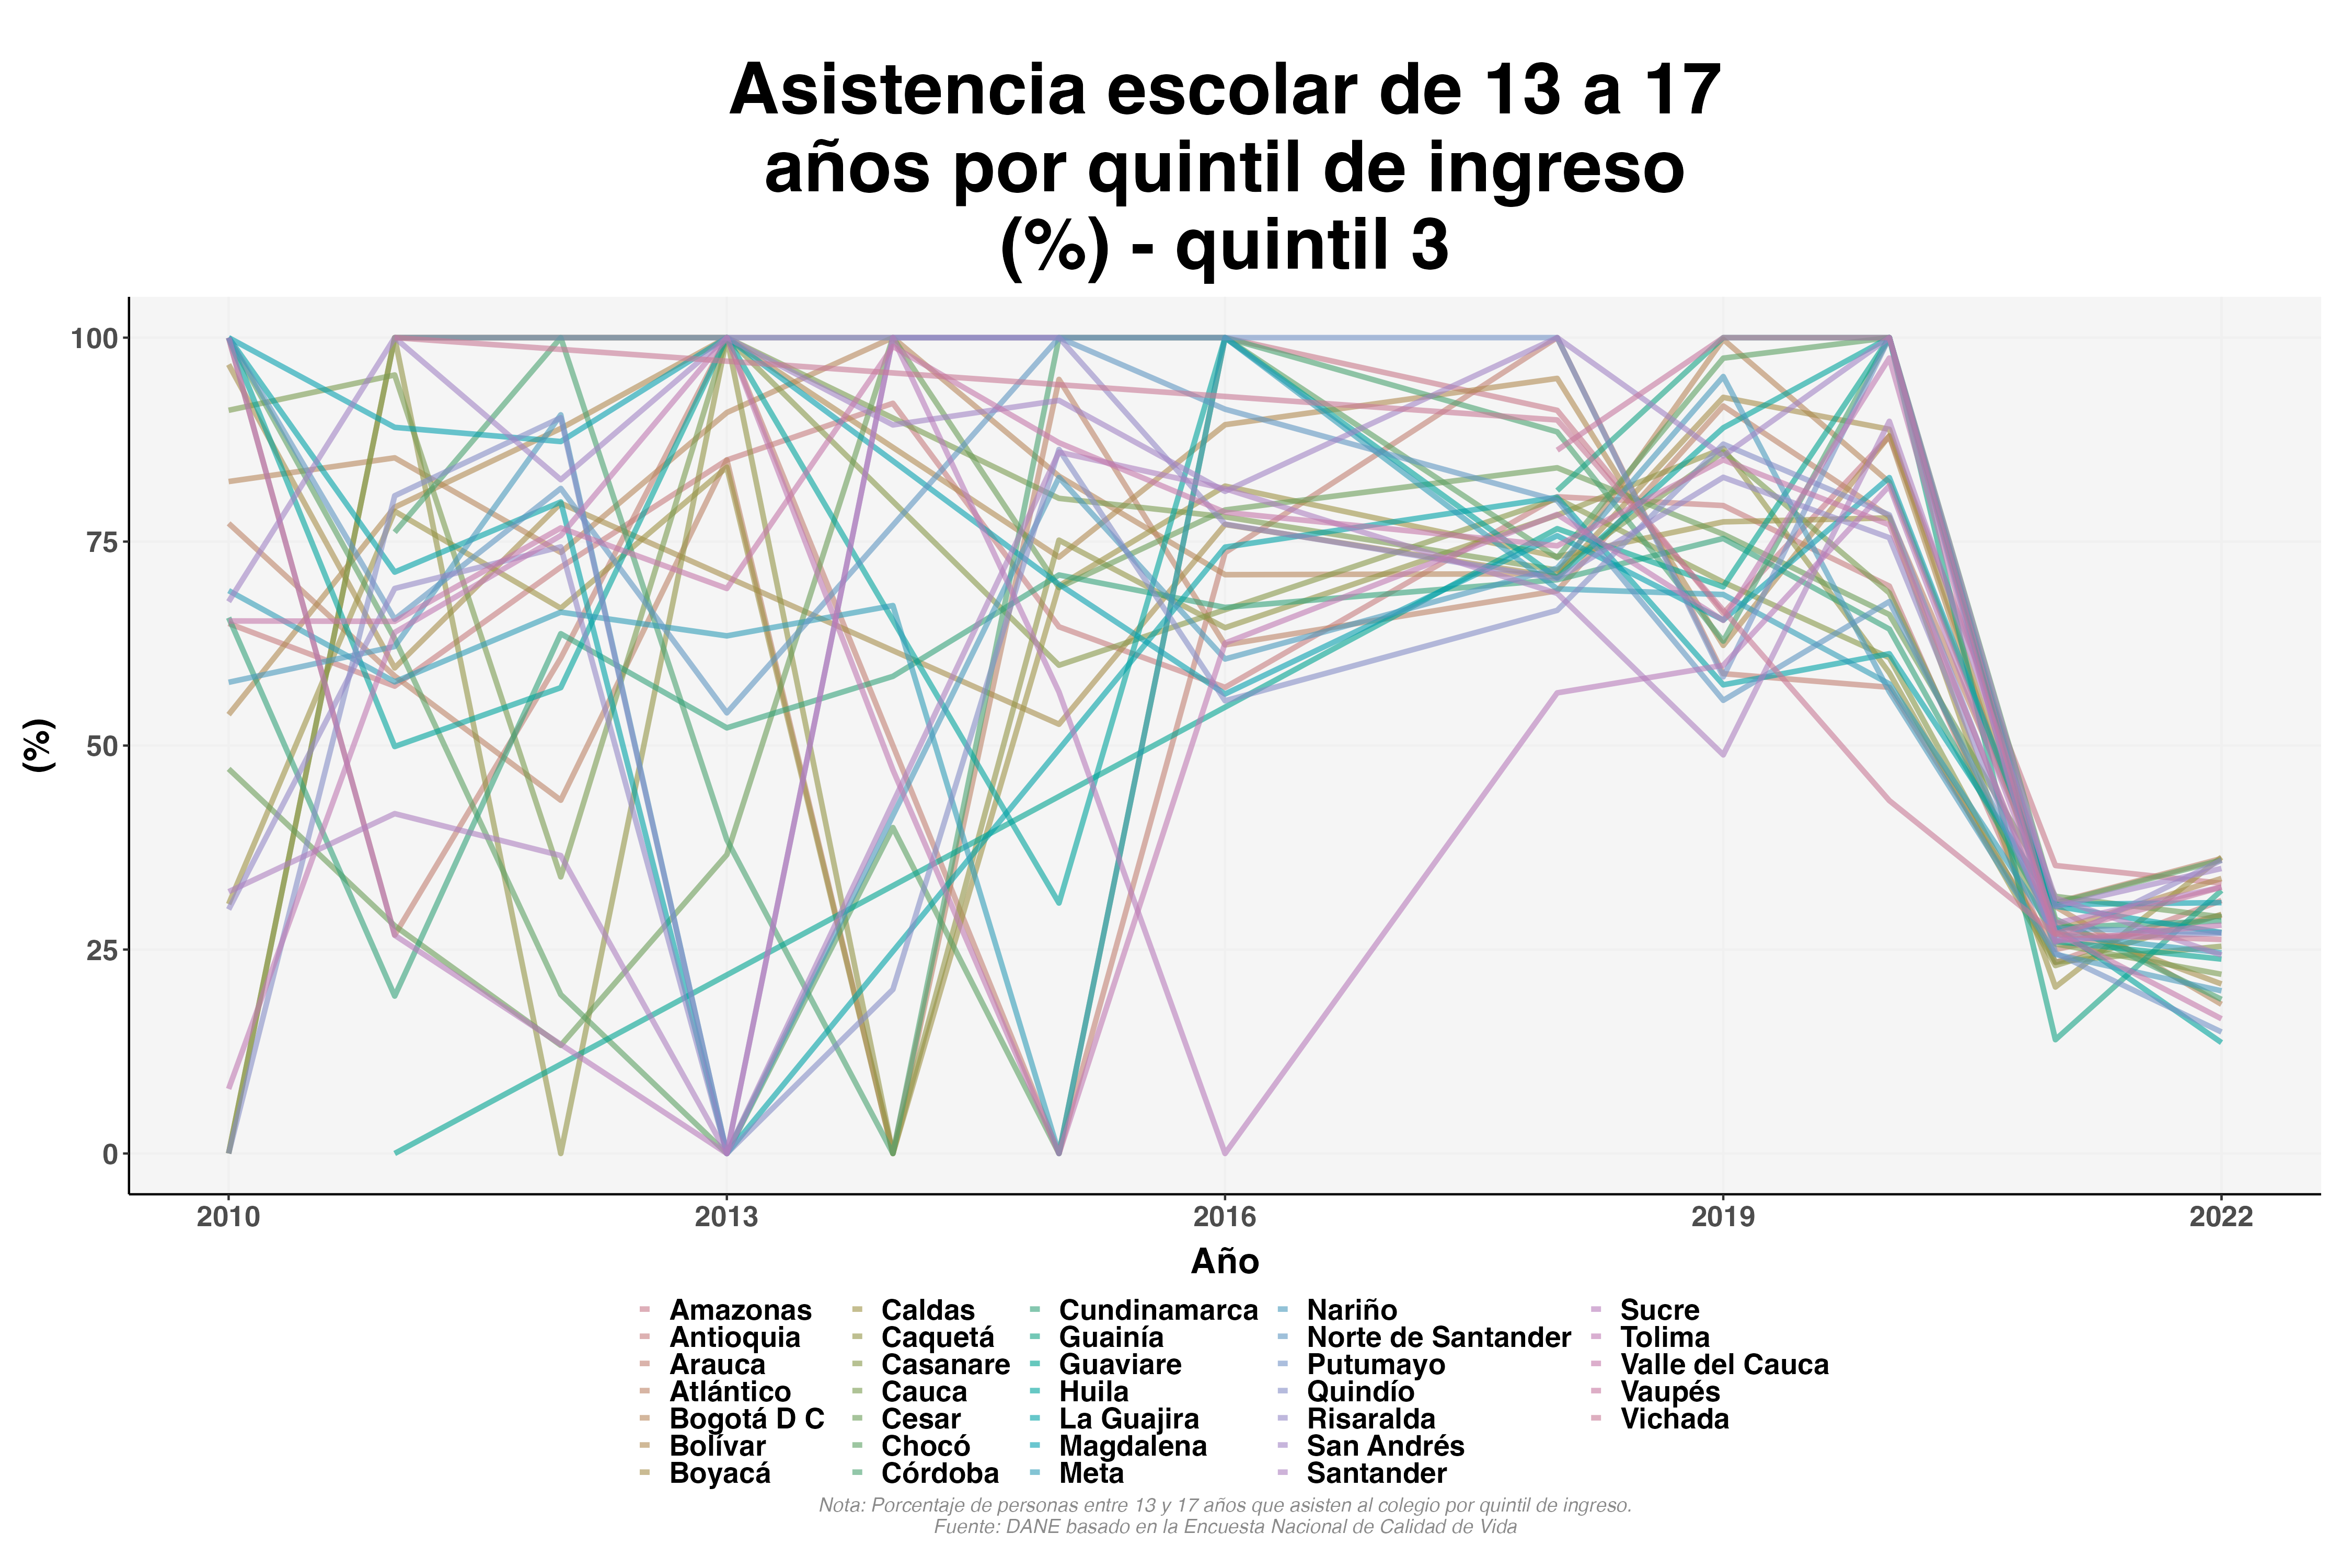 Asistencia escolar de 13 a 17
años por quintil de ingreso
(%) - quintil 3
(%)
100
75
50
25
0
2010 2013 2016 2019 2022
Año
Amazonas Caldas Cundinamarca Nariño Sucre
Antioquia Caquetá Guainía Norte de Santander Tolima
Arauca Casanare Guaviare Putumayo Valle del Cauca
Atlántico Cauca Huila Quindío Vaupés
Bogotá D C Cesar La Guajira Risaralda Vichada
Bolívar Chocó Magdalena San Andrés
Boyacá Córdoba Meta Santander
Nota: Porcentaje de personas entre 13 y 17 años que asisten al colegio por quintil de ingreso.
Fuente: DANE basado en la Encuesta Nacional de Calidad de Vida